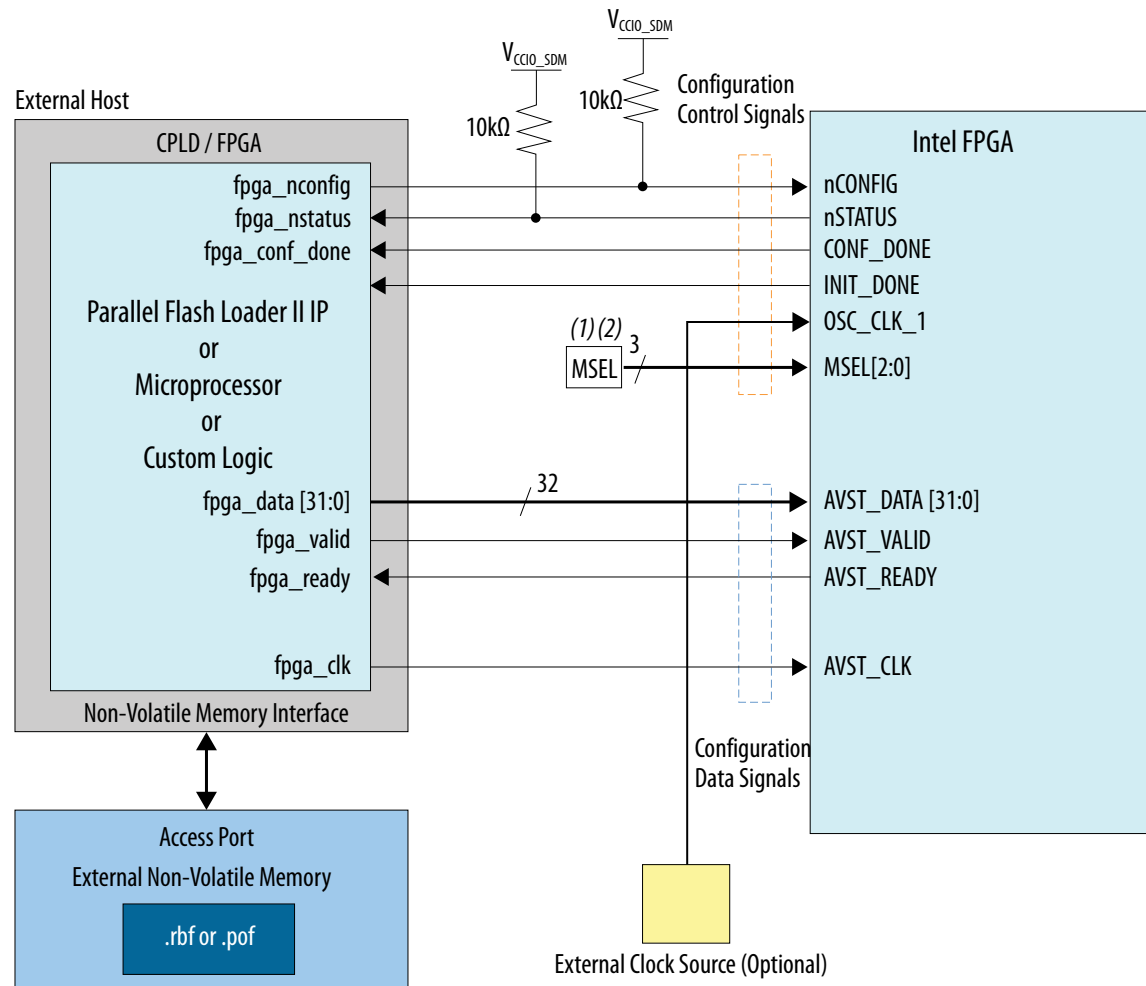 V_CCIO_SDM
V_CCIO_SDM
10kΩ
10kΩ
Configuration
Control Signals
External Host
CPLD / FPGA
Intel FPGA
fpga_nconfig
nCONFIG
fpga_nstatus
nSTATUS
fpga_conf_done
CONF_DONE
INIT_DONE
Parallel Flash Loader II IP
or
Microprocessor
or
Custom Logic
OSC_CLK_1
(1) (2)
MSEL
3
MSEL[2:0]
fpga_data [31:0]
32
AVST_DATA [31:0]
fpga_valid
AVST_VALID
fpga_ready
AVST_READY
fpga_clk
AVST_CLK
Non-Volatile Memory Interface
Configuration
Data Signals
Access Port
External Non-Volatile Memory
.rbf or .pof
External Clock Source (Optional)